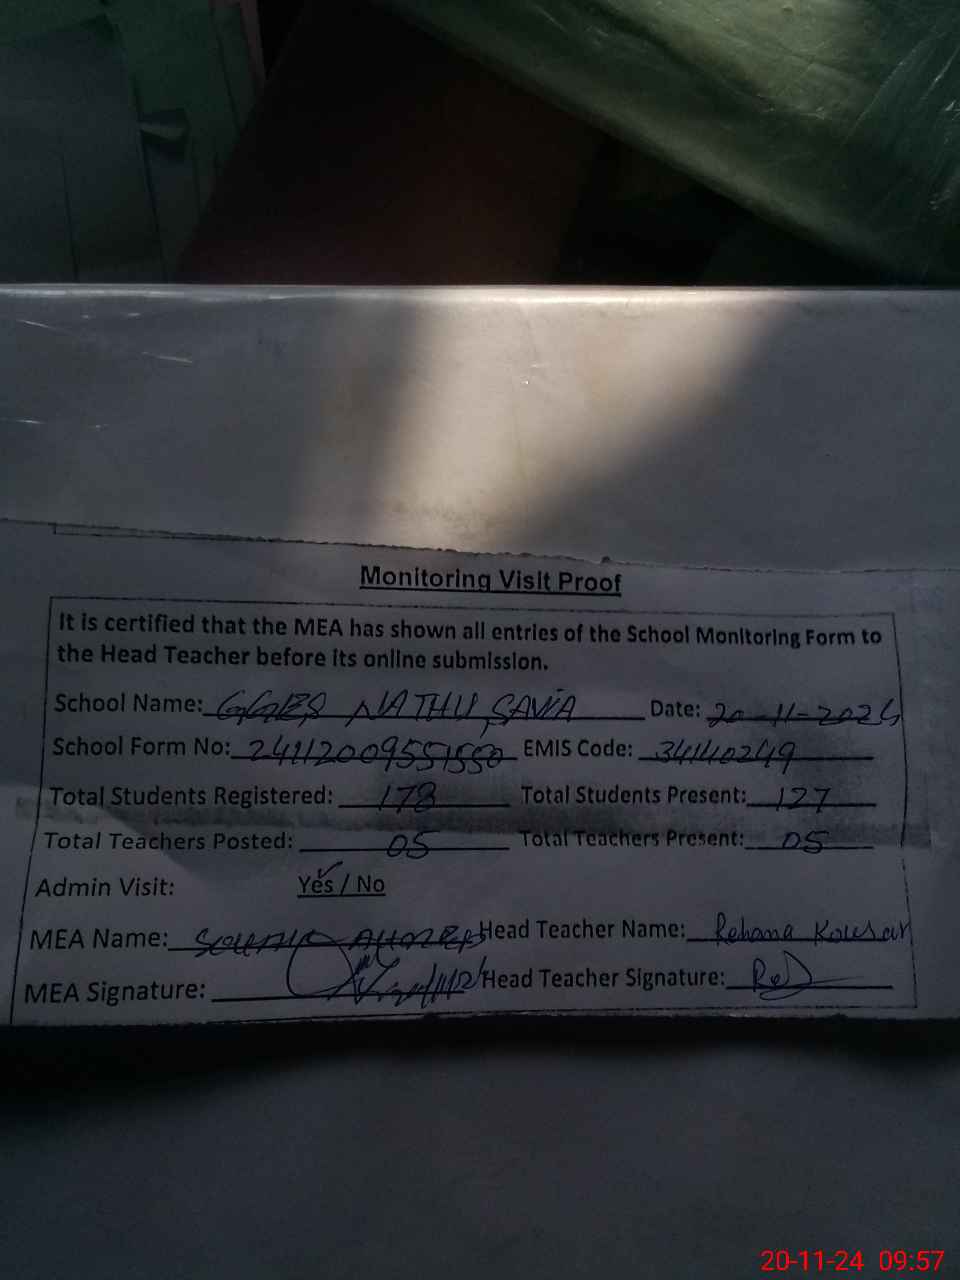 Monitoring Visit Proof
It is certified that the MEA has shown all entries of the School Monitoring Form to
the Head Teacher before its online submission.
School Name: GGES NATHU SAVIA Date: 20-11-2024
School Form No: EMIS Code: 34140249
Total Students Registered: 178 Total Students Present: 127
Total Teachers Posted: 05 Total Teachers Present: 05
Admin Visit: Yes / No
MEA Name: Head Teacher Name: Rehana Kousar
MEA Signature: Head Teacher Signature:
20-11-24 09:57